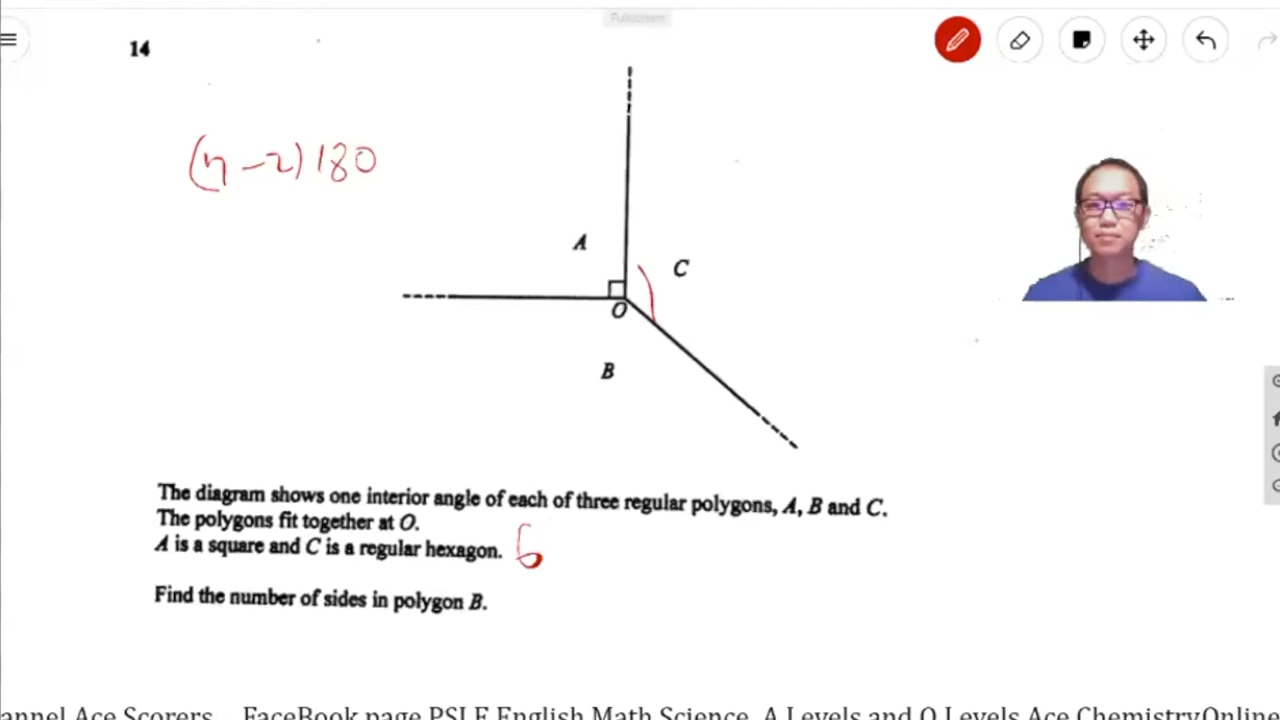 Fullscreen
14
(n-2)180
A
C
O
B
The diagram shows one interior angle of each of three regular polygons, A, B and C.
The polygons fit together at O.
A is a square and C is a regular hexagon. 6
Find the number of sides in polygon B.
annel Ace Scorers FaceBook page PSLE English Math Science A Levels and O Levels Ace ChemistryOnline